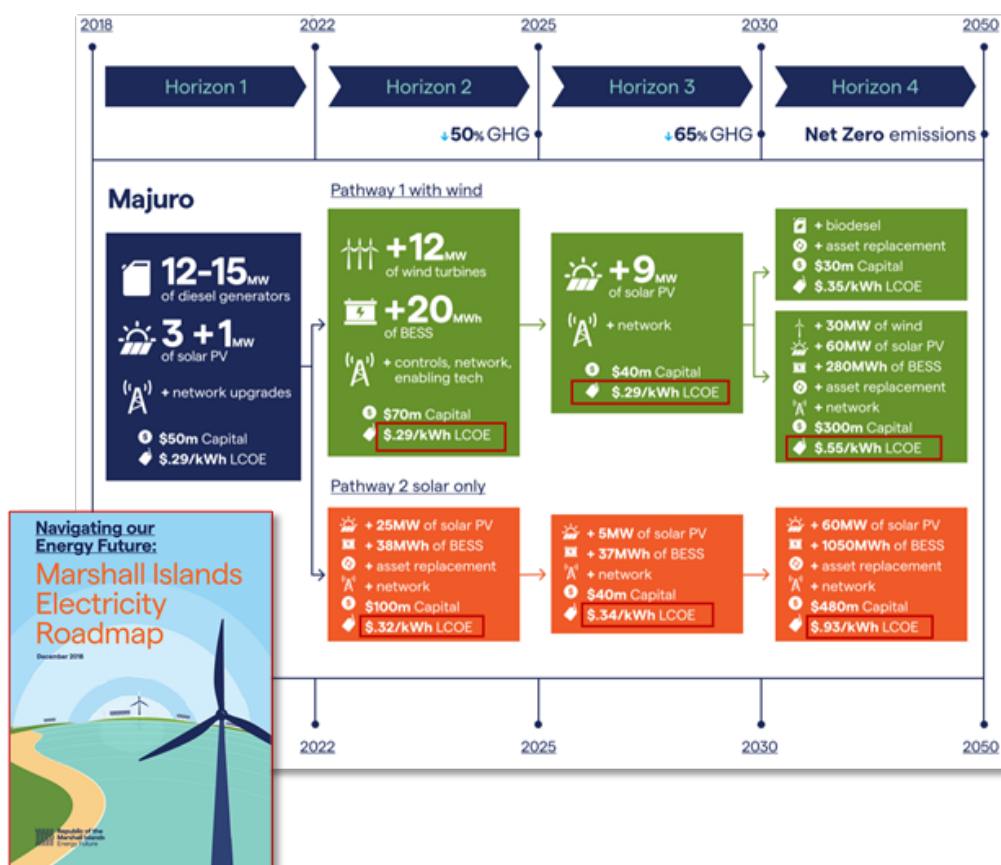 2018
2022
2025
2030
2050
Horizon 1
Horizon 2
Horizon 3
Horizon 4
↓50% GHG
↓65% GHG
Net Zero emissions
Majuro
12-15MW
of diesel generators
3 +1MW
of solar PV
+ network upgrades
$50m Capital
$.29/kWh LCOE
Pathway 1 with wind
+12MW
of wind turbines
+20MWh
of BESS
+ controls, network,
enabling tech
$70m Capital
$.29/kWh LCOE
+9MW
of solar PV
+ network
$40m Capital
$.29/kWh LCOE
+ biodesel
+ asset replacement
$30m Capital
$.35/kWh LCOE
+ 30MW of wind
+ 60MW of solar PV
+ 280MWh of BESS
+ asset replacement
+ network
$300m Capital
$.55/kWh LCOE
Pathway 2 solar only
+ 25MW of solar PV
+ 38MWh of BESS
+ asset replacement
+ network
$100m Capital
$.32/kWh LCOE
+ 5MW of solar PV
+ 37MWh of BESS
+ network
$40m Capital
$.34/kWh LCOE
+ 60MW of solar PV
+ 1050MWh of BESS
+ asset replacement
+ network
$480m Capital
$.93/kWh LCOE
2022
2025
2030
2050
Navigating our
Energy Future:
Marshall Islands
Electricity
Roadmap
December 2018
Republic of the
Marshall Islands
Energy Future